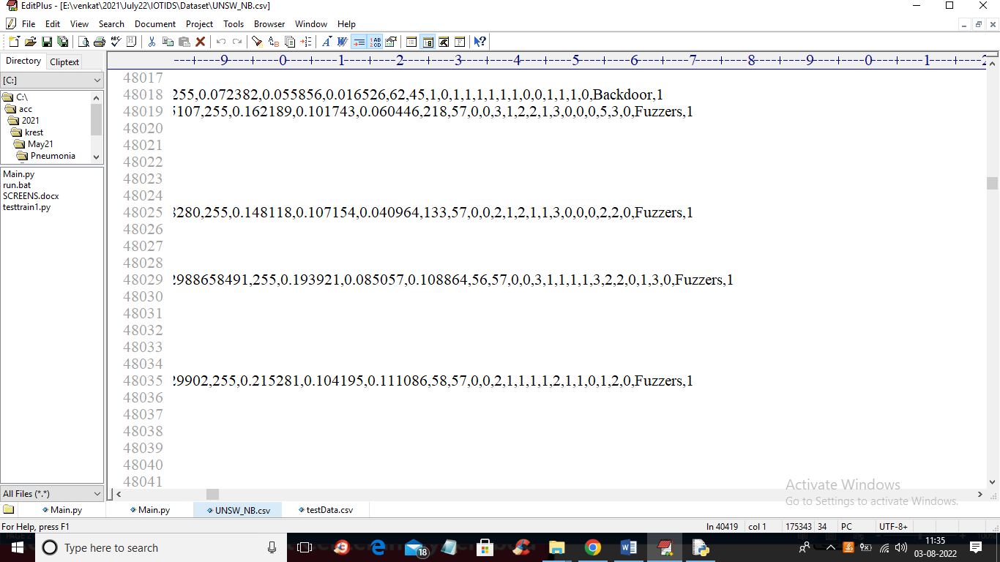 EditPlus - [E:\venkat\2021\July22\IOTIDS\Dataset\UNSW_NB.csv]
File Edit View Search Document Project Tools Browser Window Help
Directory Cliptext
[C:]
C:\
acc
2021
krest
May21
Pneumonia
Main.py
run.bat
SCREENS.docx
testtrain1.py
All Files (*.*)
----+----9----+----0----+----1----+----2----+----3----+----4----+----5----+----6----+----7----+----8----+----9----+----0----+----1----+----2
48017
48018 255,0.072382,0.055856,0.016526,62,45,1,0,1,1,1,1,1,1,0,0,1,1,1,0,Backdoor,1
48019 5107,255,0.162189,0.101743,0.060446,218,57,0,0,3,1,2,2,1,3,0,0,0,5,3,0,Fuzzers,1
48020
48021
48022
48023
48024
48025 3280,255,0.148118,0.107154,0.040964,133,57,0,0,2,1,2,1,1,3,0,0,0,2,2,0,Fuzzers,1
48026
48027
48028
48029 2988658491,255,0.193921,0.085057,0.108864,56,57,0,0,3,1,1,1,1,3,2,2,0,1,3,0,Fuzzers,1
48030
48031
48032
48033
48034
48035 29902,255,0.215281,0.104195,0.111086,58,57,0,0,2,1,1,1,1,2,1,1,0,1,2,0,Fuzzers,1
48036
48037
48038
48039
48040
48041
Activate Windows
Go to Settings to activate Windows.
Main.py Main.py UNSW_NB.csv testData.csv
For Help, press F1 ln 40419 col 1 175343 34 PC UTF-8+
Type here to search 18 11:35
03-08-2022